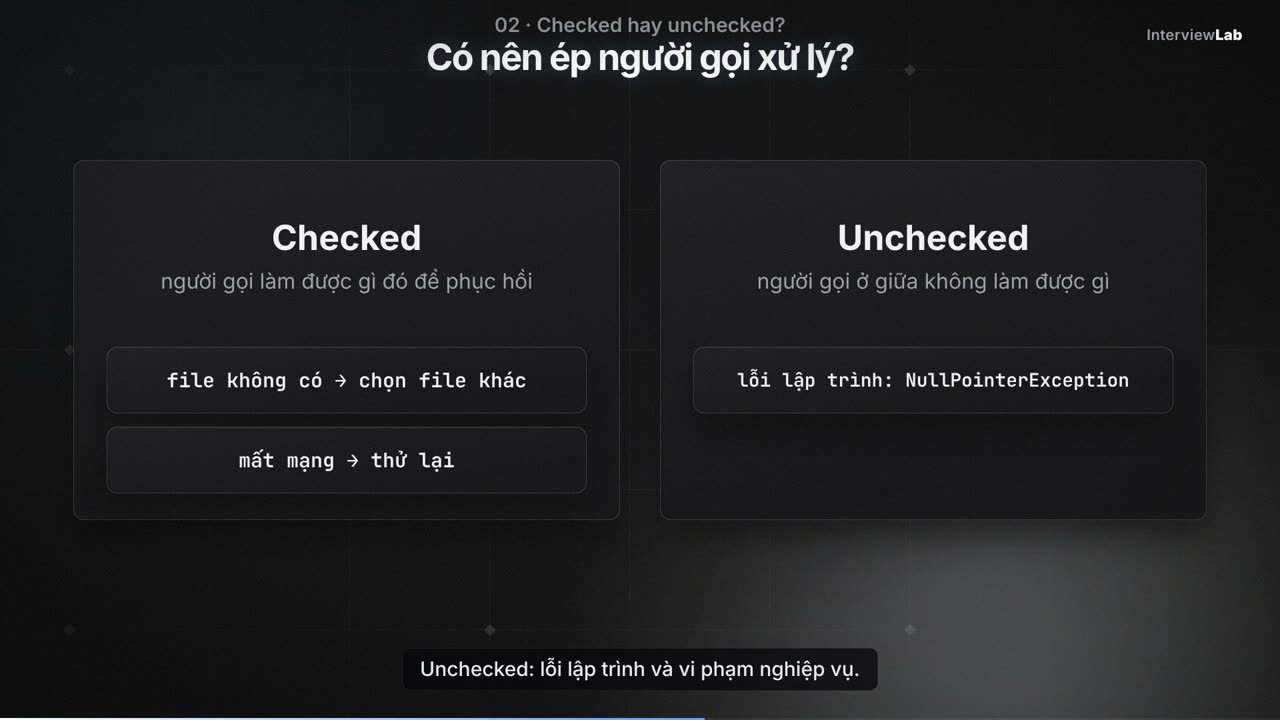 02 · Checked hay unchecked?
Có nên ép người gọi xử lý?
InterviewLab
Checked
người gọi làm được gì đó để phục hồi
file không có → chọn file khác
mất mạng → thử lại
Unchecked
người gọi ở giữa không làm được gì
lỗi lập trình: NullPointerException
Unchecked: lỗi lập trình và vi phạm nghiệp vụ.